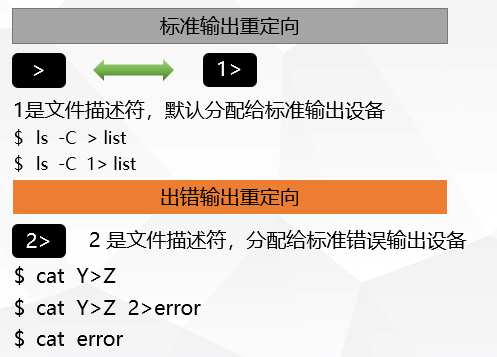 标准输出重定向
> 1>
1是文件描述符，默认分配给标准输出设备
$ ls -C > list
$ ls -C 1> list
出错输出重定向
2> 2 是文件描述符，分配给标准错误输出设备
$ cat Y>Z
$ cat Y>Z 2>error
$ cat error